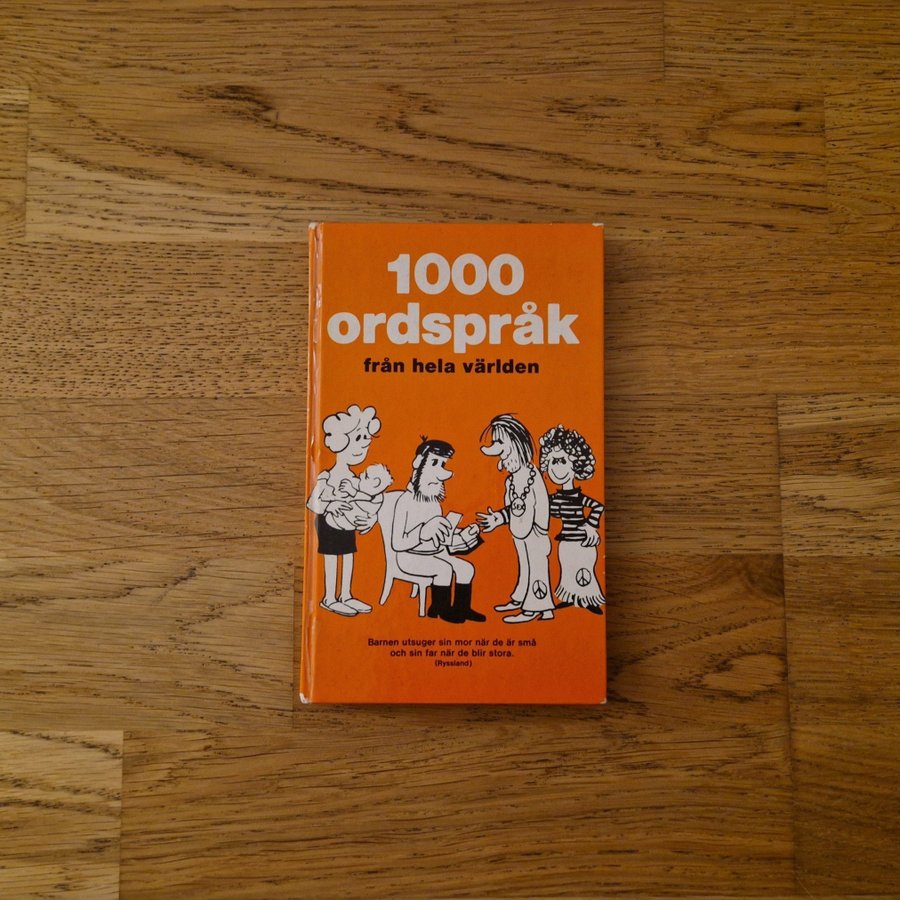 1000
ordspråk
från hela världen
SEX
Barnen utsuger sin mor när de är små
och sin far när de blir stora.
(Ryssland)